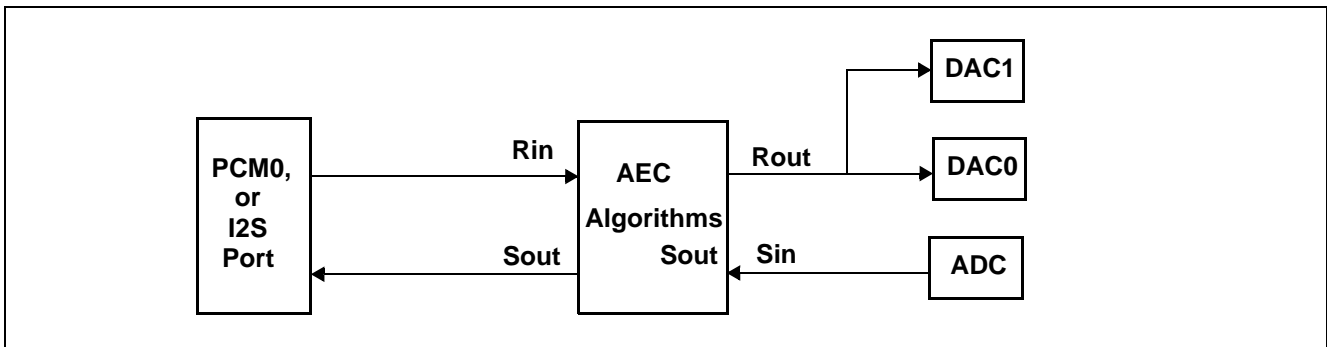 DAC1
PCM0,
or
I2S
Port
Rin
AEC
Algorithms
Sout
Rout
DAC0
Sout
Sin
ADC